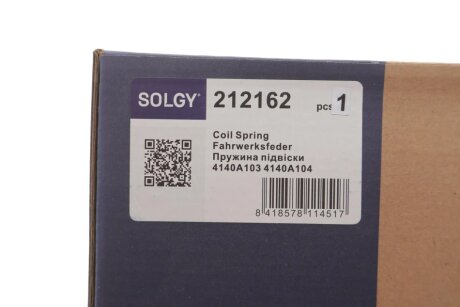 SOLGY® 212162 pcs 1
Coil Spring
Fahrwerksfeder
Пружина підвіски
4140A103 4140A104
8 418578 114517